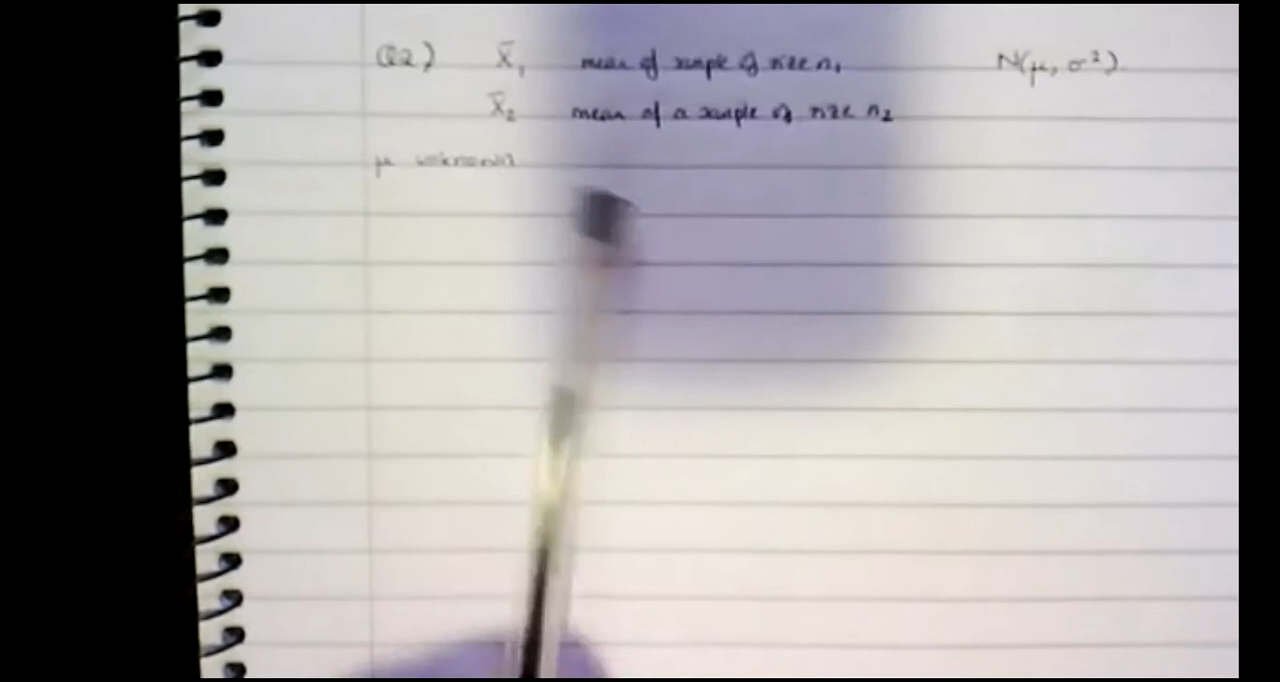 Q2) X̄₁ mean of sample of size n₁ N(μ, σ²)
X̄₂ mean of a sample of size n₂
μ unknown